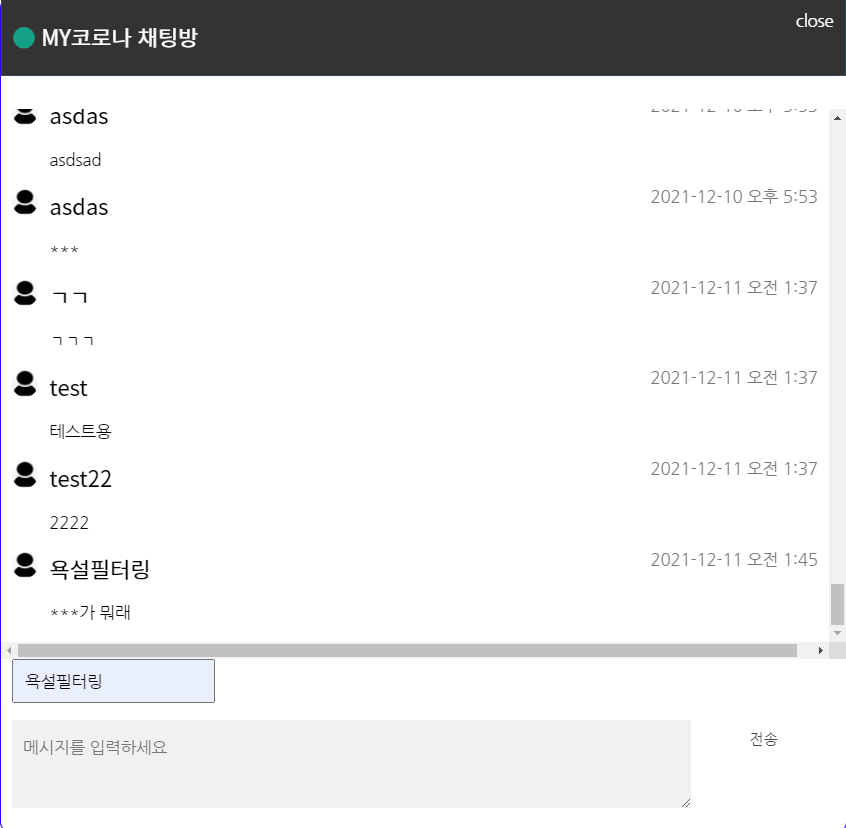 close
MY코로나 채팅방
asdas
asdsad
asdas
2021-12-10 오후 5:53
***
ㄱㄱ
2021-12-11 오전 1:37
ㄱㄱㄱ
test
2021-12-11 오전 1:37
테스트용
test22
2021-12-11 오전 1:37
2222
욕설필터링
2021-12-11 오전 1:45
***가 뭐래
욕설필터링
메시지를 입력하세요
전송